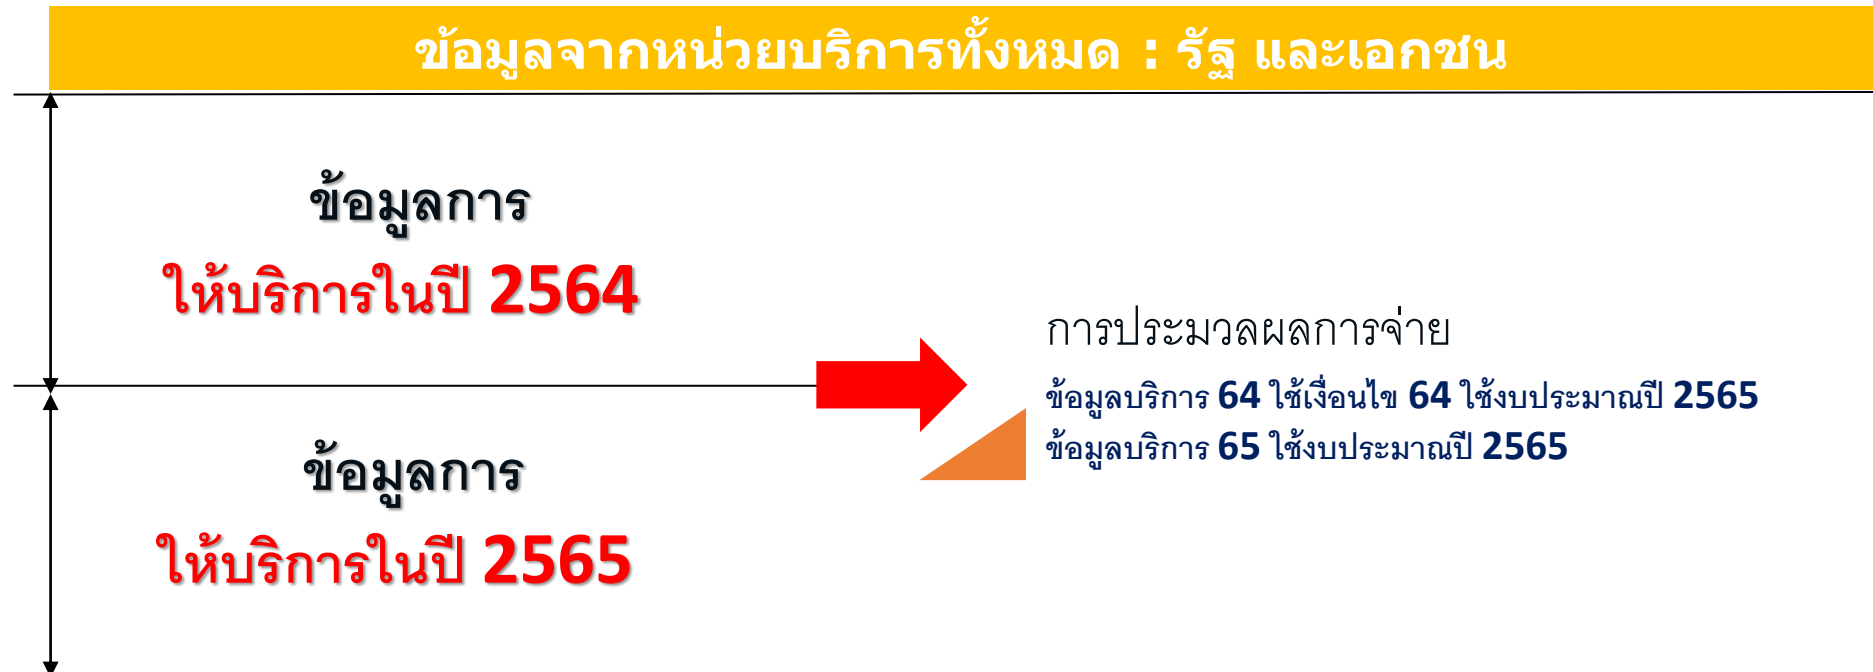 ข้อมูลจากหน่วยบริการทั้งหมด : รัฐ และเอกชน
ข้อมูลการ
ให้บริการในปี 2564
การประมวลผลการจ่าย
ข้อมูลบริการ 64 ใช้เงื่อนไข 64 ใช้งบประมาณปี 2565
ข้อมูลบริการ 65 ใช้งบประมาณปี 2565
ข้อมูลการ
ให้บริการในปี 2565